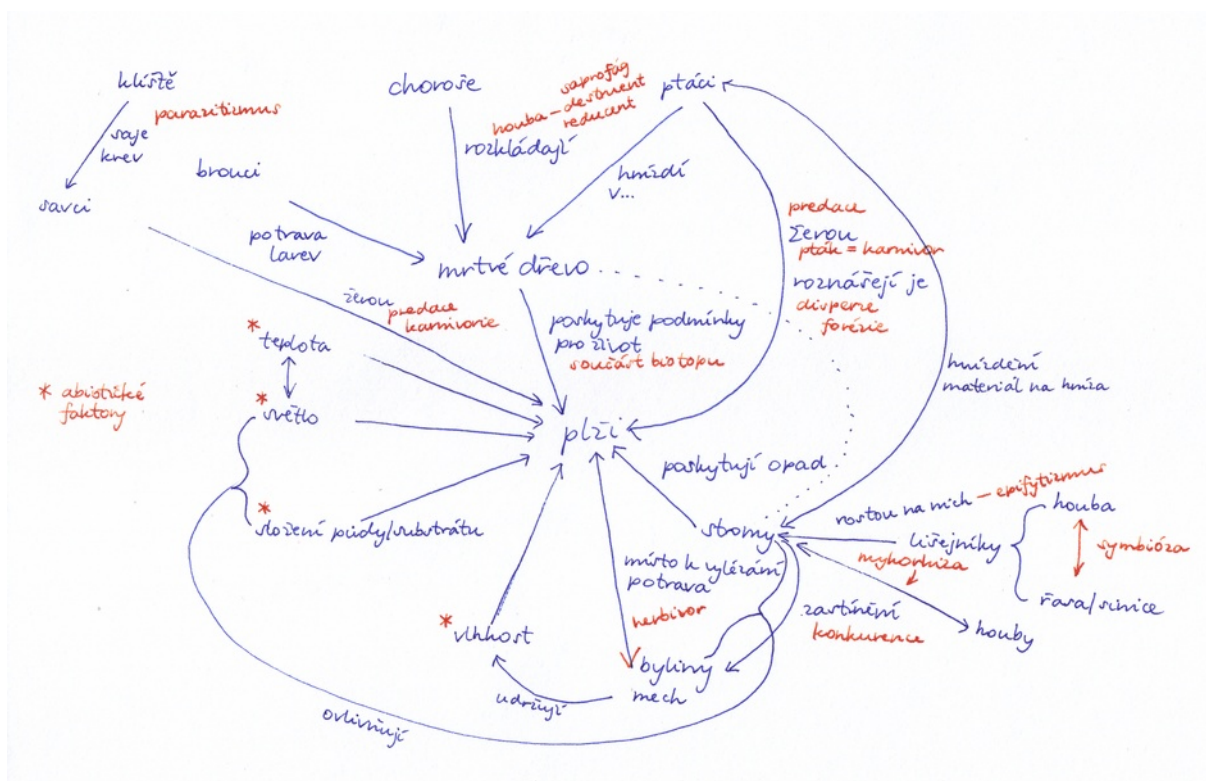 klíště
parazitizmus
saje
krev
savci
brouci
choroše
saprofág
houba – destruent
reducent
rozkládají
ptáci
hnízdí
v...
predace
žerou
pták = karnivor
roznášejí je
disperze
forézie
potrava
larev
mrtvé dřevo
žerou
predace
karnivorie
poskytuje podmínky
pro život
součást biotopu
hnízdění
materiál na hnízda
* teplota
* abiotické
faktory
* světlo
plži
poskytují opad
* složení půdy/substrátu
stromy
rostou na nich – epifytizmus
lišejníky
houba
symbióza
řasa/sinice
mykorhiza
houby
místo k vylézání
potrava
herbivor
zastínění
konkurence
* vlhkost
byliny
mech
udržují
ovlivňují